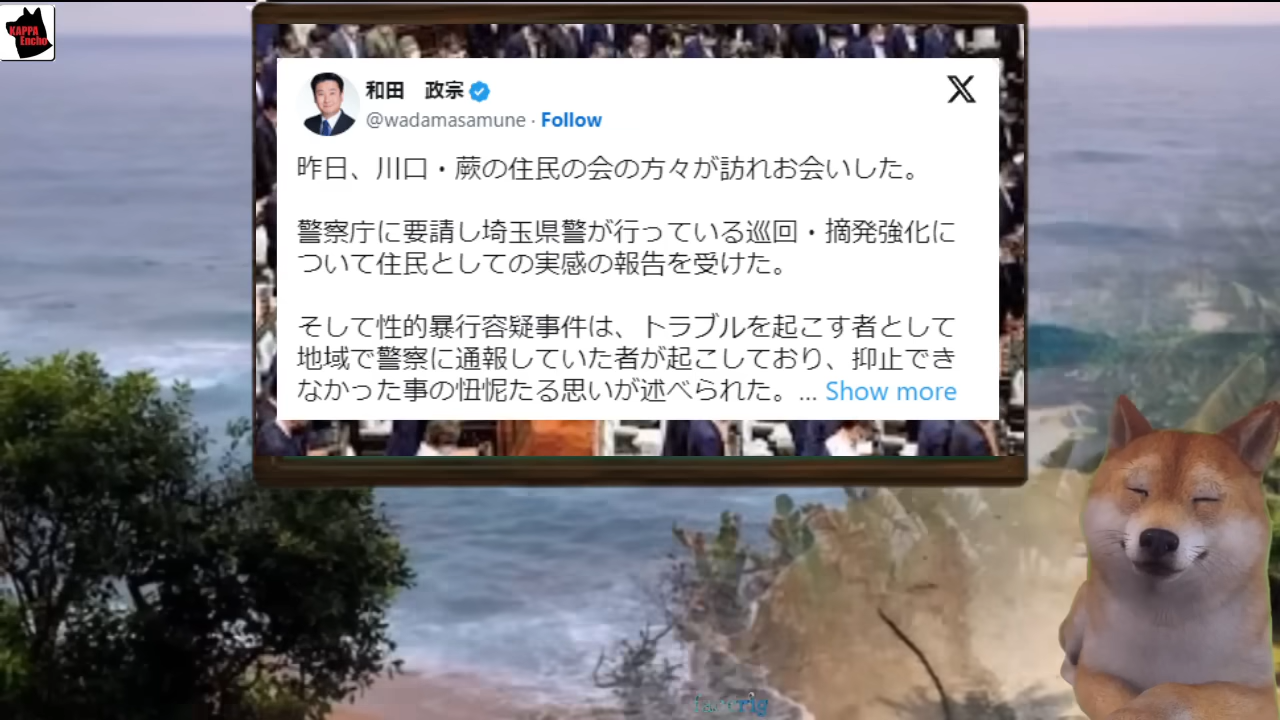 KAPPA
Encho
和田 政宗
@wadamasamune · Follow
昨日、川口・蕨の住民の会の方々が訪れお会いした。
警察庁に要請し埼玉県警が行っている巡回・摘発強化に
ついて住民としての実感の報告を受けた。
そして性的暴行容疑事件は、トラブルを起こす者として
地域で警察に通報していた者が起こしており、抑止でき
なかった事の忸怩たる思いが述べられた。... Show more